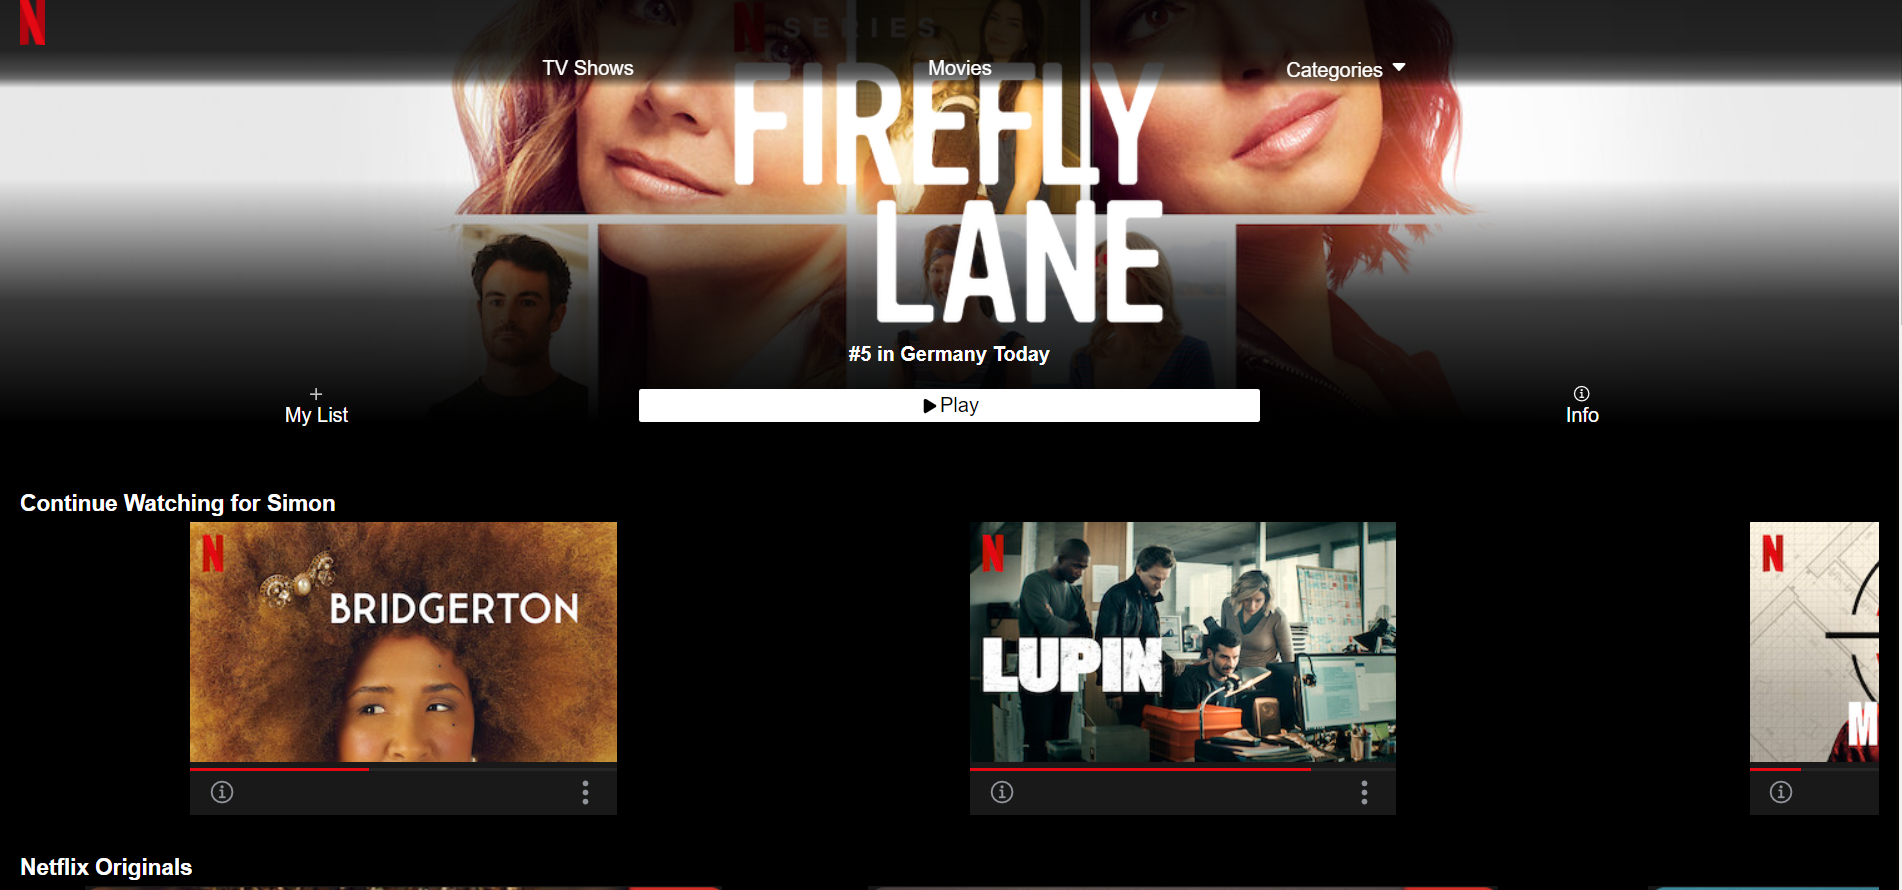 N
N SERIES
TV Shows
Movies
Categories
FIREFLY
LANE
#5 in Germany Today
My List
Play
Info
Continue Watching for Simon
N
BRIDGERTON
N
LUPIN
N
M
Netflix Originals